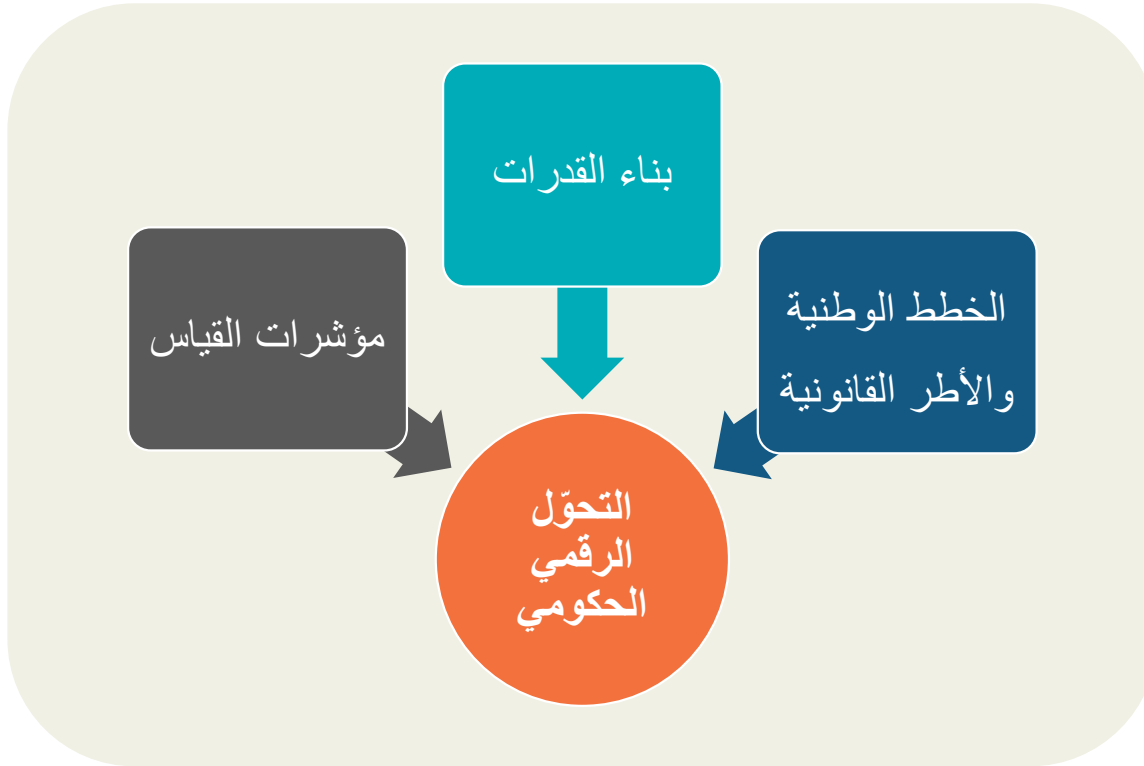 بناء القدرات
الخطط الوطنية
والأطر القانونية
مؤشرات القياس
التحوّل
الرقمي
الحكومي